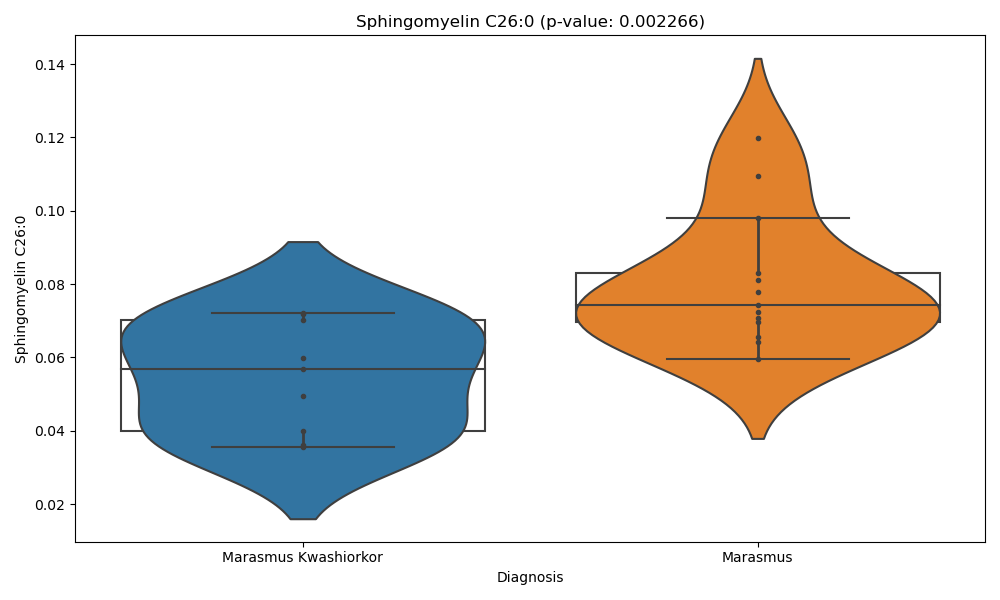 Sphingomyelin C26:0 (p-value: 0.002266)
Sphingomyelin C26:0
0.14
0.12
0.10
0.08
0.06
0.04
0.02
Marasmus Kwashiorkor
Marasmus
Diagnosis